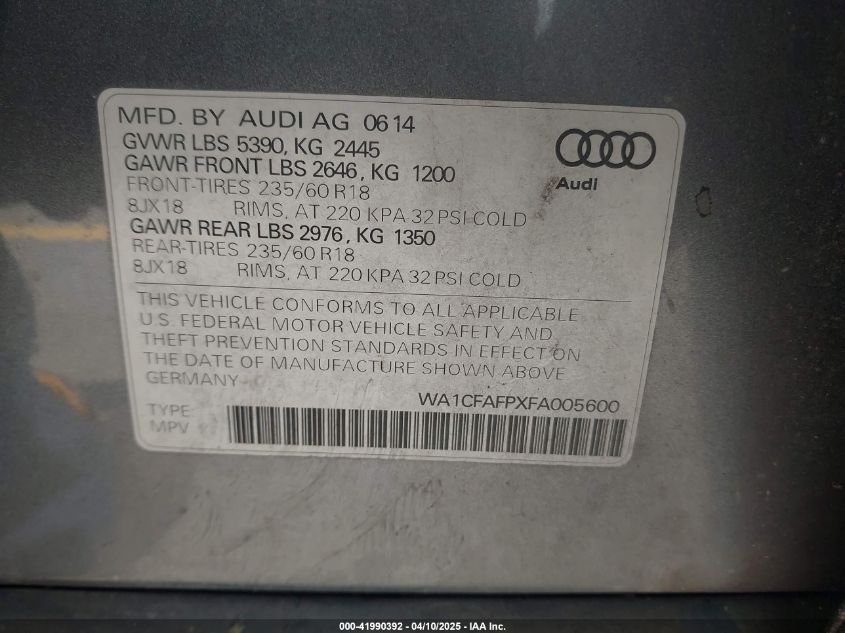 MFD. BY AUDI AG 06 14
GVWR LBS 5390, KG 2445
GAWR FRONT LBS 2646, KG 1200
FRONT-TIRES 235/60 R18
8JX18 RIMS, AT 220 KPA 32 PSI COLD
GAWR REAR LBS 2976, KG 1350
REAR-TIRES 235/60 R18
8JX18 RIMS, AT 220 KPA 32 PSI COLD
Audi
THIS VEHICLE CONFORMS TO ALL APPLICABLE
U.S. FEDERAL MOTOR VEHICLE SAFETY AND
THEFT PREVENTION STANDARDS IN EFFECT ON
THE DATE OF MANUFACTURE SHOWN ABOVE
GERMANY
WA1CFAFPXFA005600
TYPE:
MPV
000-41990392 - 04/10/2025 - IAA Inc.